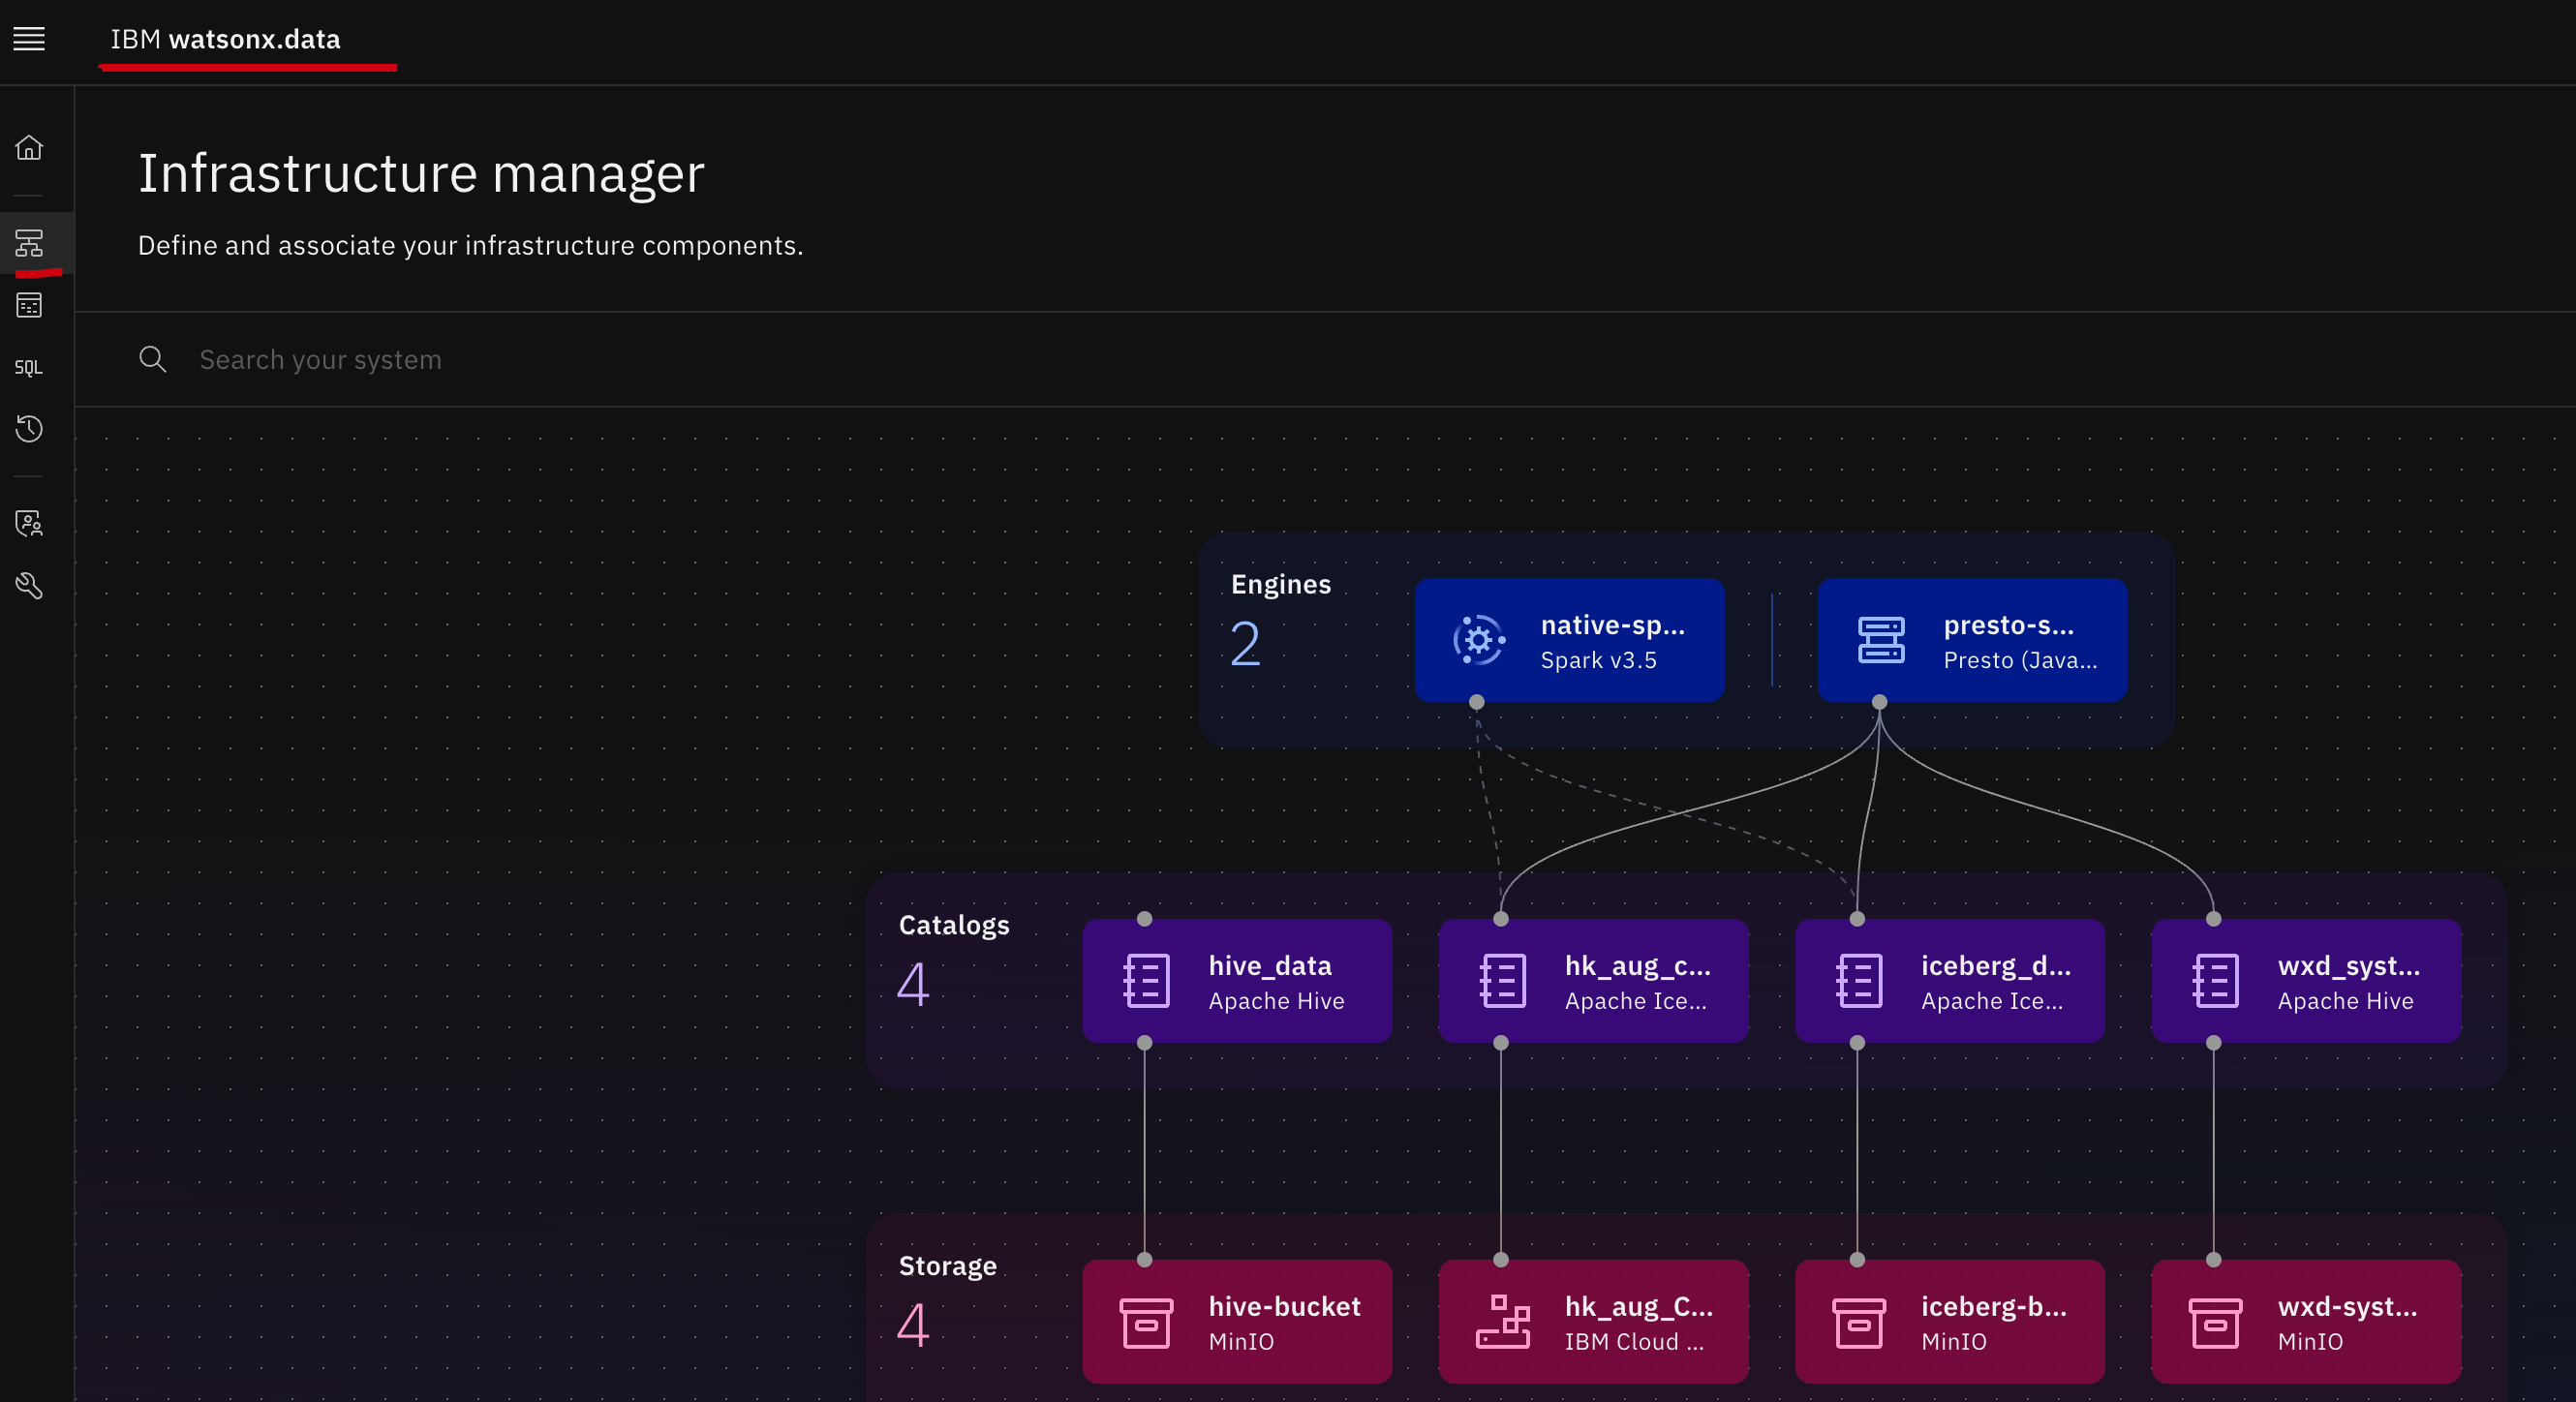 IBM watsonx.data
Infrastructure manager
Define and associate your infrastructure components.
SQL
Search your system
Engines
2
native-sp...
Spark v3.5
presto-s...
Presto (Java...
Catalogs
4
hive_data
Apache Hive
hk_aug_c...
Apache Ice...
iceberg_d...
Apache Ice...
wxd_syst...
Apache Hive
Storage
4
hive-bucket
MinIO
hk_aug_C...
IBM Cloud ...
iceberg-b...
MinIO
wxd-syst...
MinIO